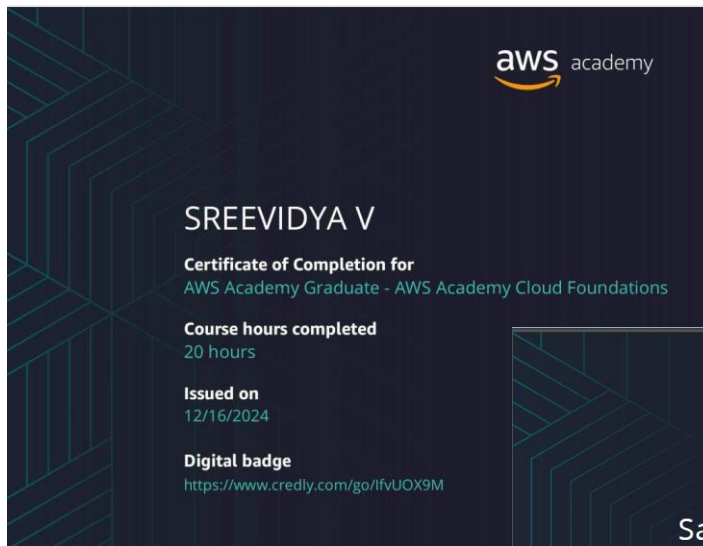 aws academy
SREEVIDYA V
Certificate of Completion for
AWS Academy Graduate - AWS Academy Cloud Foundations
Course hours completed
20 hours
Issued on
12/16/2024
Digital badge
https://www.credly.com/go/IfvUOX9M
Sa